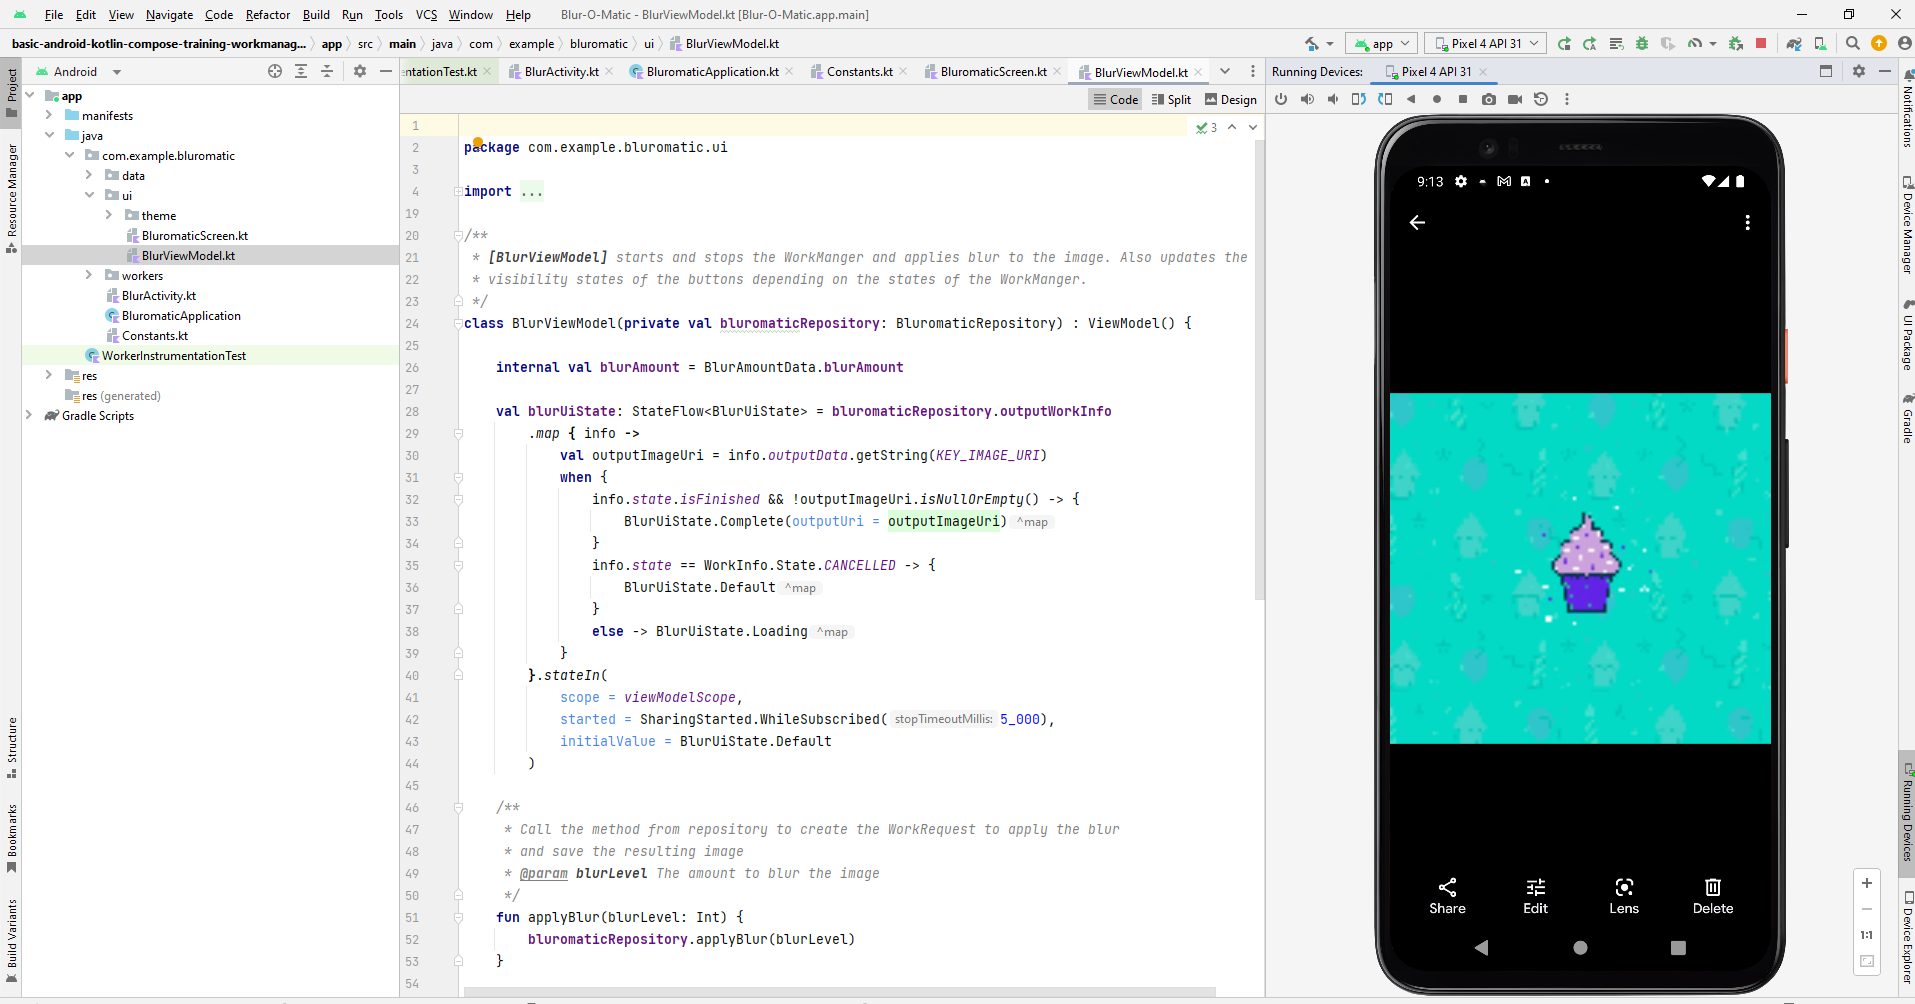 File Edit View Navigate Code Refactor Build Run Tools VCS Window Help Blur-O-Matic - BlurViewModel.kt [Blur-O-Matic.app.main]
basic-android-kotlin-compose-training-workmanag... app src main java com example bluromatic ui BlurViewModel.kt
app Pixel 4 API 31
Android
ntationTest.kt BlurActivity.kt BluromaticApplication.kt Constants.kt BluromaticScreen.kt BlurViewModel.kt
Running Devices: Pixel 4 API 31
Code Split Design
Project
Resource Manager
Structure
Bookmarks
Build Variants
app
manifests
java
com.example.bluromatic
data
ui
theme
BluromaticScreen.kt
BlurViewModel.kt
workers
BlurActivity.kt
BluromaticApplication
Constants.kt
WorkerInstrumentationTest
res
res (generated)
Gradle Scripts
3
1
2 package com.example.bluromatic.ui
3
4 import ...
19
20 /**
21 * [BlurViewModel] starts and stops the WorkManger and applies blur to the image. Also updates the
22 * visibility states of the buttons depending on the states of the WorkManger.
23 */
24 class BlurViewModel(private val bluromaticRepository: BluromaticRepository) : ViewModel() {
25
26 internal val blurAmount = BlurAmountData.blurAmount
27
28 val blurUiState: StateFlow<BlurUiState> = bluromaticRepository.outputWorkInfo
29 .map { info ->
30 val outputImageUri = info.outputData.getString(KEY_IMAGE_URI)
31 when {
32 info.state.isFinished && !outputImageUri.isNullOrEmpty() -> {
33 BlurUiState.Complete(outputUri = outputImageUri) ^map
34 }
35 info.state == WorkInfo.State.CANCELLED -> {
36 BlurUiState.Default ^map
37 }
38 else -> BlurUiState.Loading ^map
39 }
40 }.stateIn(
41 scope = viewModelScope,
42 started = SharingStarted.WhileSubscribed( stopTimeoutMillis: 5_000),
43 initialValue = BlurUiState.Default
44 )
45
46 /**
47 * Call the method from repository to create the WorkRequest to apply the blur
48 * and save the resulting image
49 * @param blurLevel The amount to blur the image
50 */
51 fun applyBlur(blurLevel: Int) {
52 bluromaticRepository.applyBlur(blurLevel)
53 }
54
9:13
Share Edit Lens Delete
1:1
Notifications
Device Manager
UI Package
Gradle
Running Devices
Device Explorer